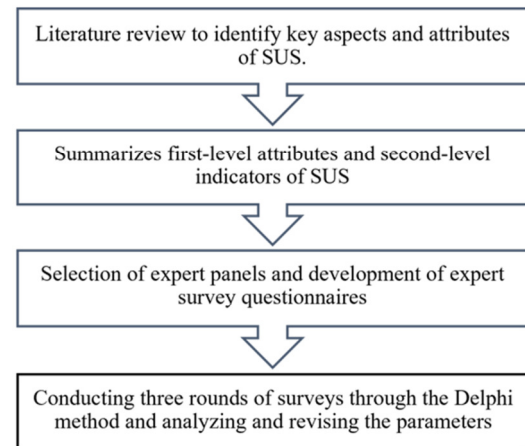 Literature review to identify key aspects and attributes
of SUS.
Summarizes first-level attributes and second-level
indicators of SUS
Selection of expert panels and development of expert
survey questionnaires
Conducting three rounds of surveys through the Delphi
method and analyzing and revising the parameters